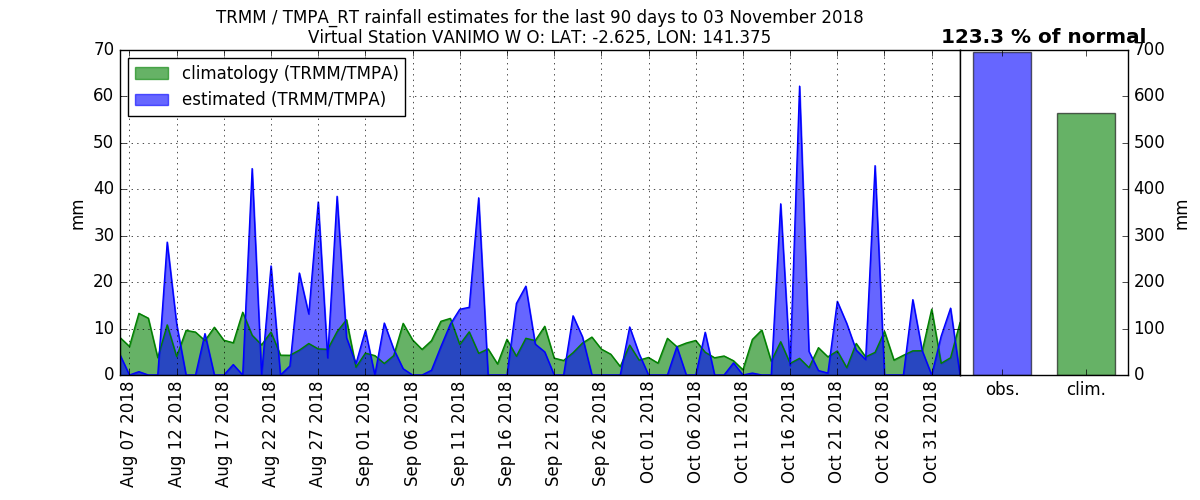 TRMM / TMPA_RT rainfall estimates for the last 90 days to 03 November 2018
Virtual Station VANIMO W O: LAT: -2.625, LON: 141.375
123.3 % of normal
climatology (TRMM/TMPA)
estimated (TRMM/TMPA)
70
60
50
40
30
20
10
0
mm
Aug 07 2018
Aug 12 2018
Aug 17 2018
Aug 22 2018
Aug 27 2018
Sep 01 2018
Sep 06 2018
Sep 11 2018
Sep 16 2018
Sep 21 2018
Sep 26 2018
Oct 01 2018
Oct 06 2018
Oct 11 2018
Oct 16 2018
Oct 21 2018
Oct 26 2018
Oct 31 2018
obs.
clim.
700
600
500
400
300
200
100
0
mm